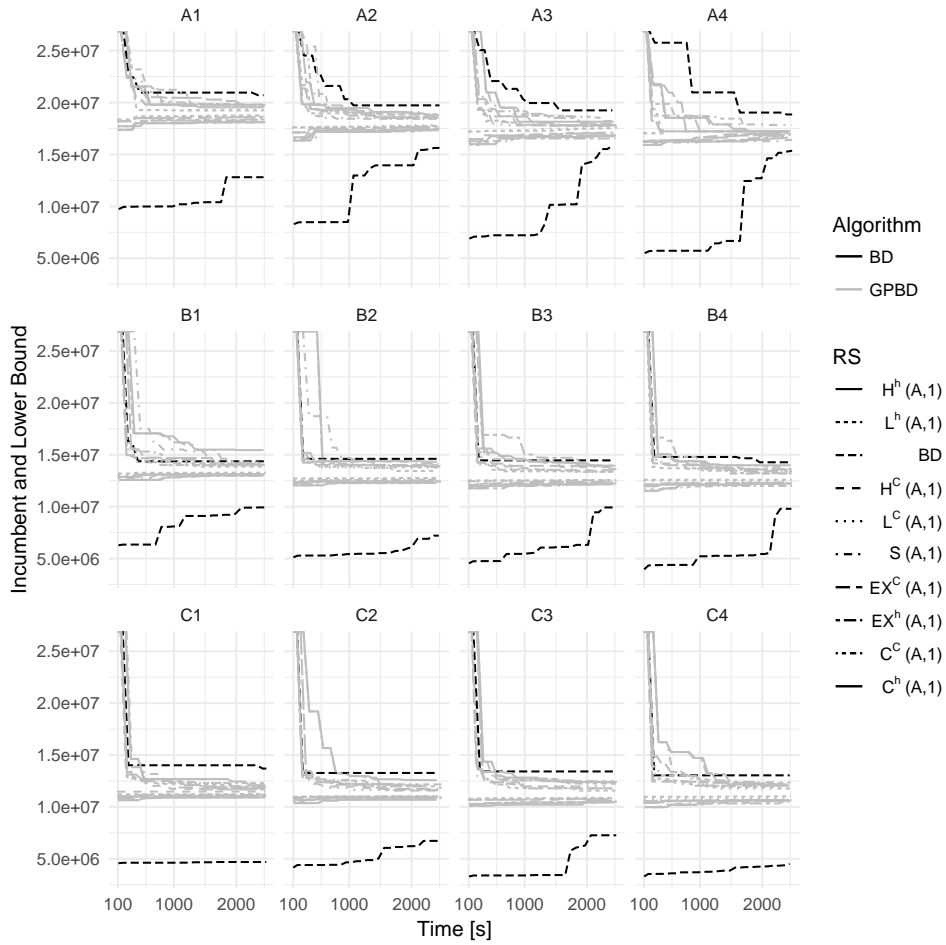 A1 A2 A3 A4
2.5e+07
2.0e+07
1.5e+07
1.0e+07
5.0e+06
B1 B2 B3 B4
2.5e+07
2.0e+07
1.5e+07
1.0e+07
5.0e+06
C1 C2 C3 C4
2.5e+07
2.0e+07
1.5e+07
1.0e+07
5.0e+06
100 1000 2000 100 1000 2000 100 1000 2000 100 1000 2000
Time [s]
Incumbent and Lower Bound
Algorithm
BD
GPBD
RS
H^h (A,1)
L^h (A,1)
BD
H^C (A,1)
L^C (A,1)
S (A,1)
EX^C (A,1)
EX^h (A,1)
C^C (A,1)
C^h (A,1)